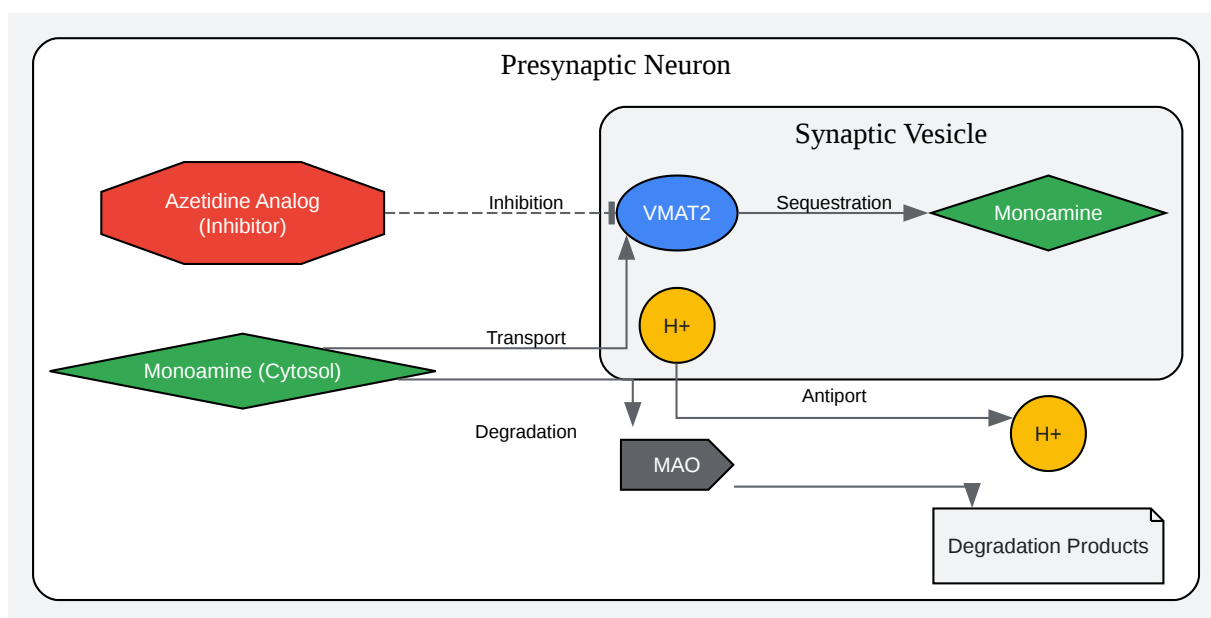 Presynaptic Neuron
Synaptic Vesicle
Azetidine Analog
(Inhibitor)
Inhibition
VMAT2
Sequestration
Monoamine
H+
Transport
Monoamine (Cytosol)
Antiport
H+
Degradation
MAO
Degradation Products